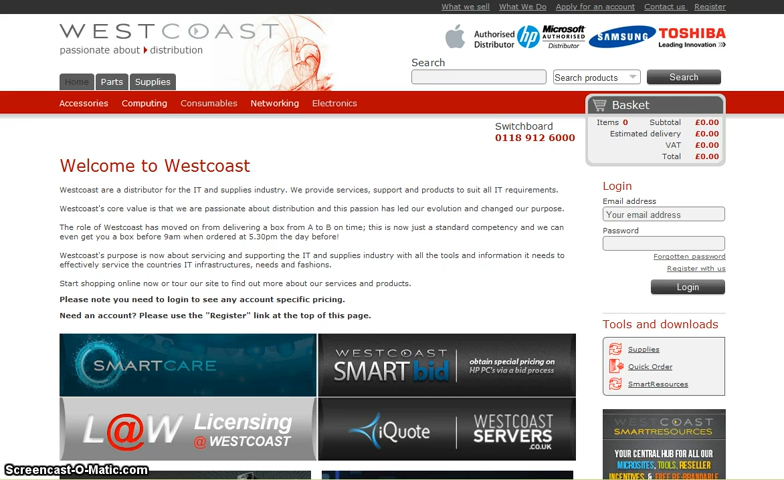 What we sell What We Do Apply for an account Contact us Register
WESTCOAST
passionate about distribution
Authorised Distributor
hp
Microsoft AUTHORISED Distributor
SAMSUNG
TOSHIBA
Leading Innovation >>>
Search
Search products
Search
Home Parts Supplies
Accessories Computing Consumables Networking Electronics
Basket
Items 0 Subtotal £0.00
Estimated delivery £0.00
VAT £0.00
Total £0.00
Switchboard
0118 912 6000
Welcome to Westcoast
Westcoast are a distributor for the IT and supplies industry. We provide services, support and products to suit all IT requirements.
Westcoast's core value is that we are passionate about distribution and this passion has led our evolution and changed our purpose.
The role of Westcoast has moved on from delivering a box from A to B on time; this is now just a standard competency and we can
even get you a box before 9am when ordered at 5.30pm the day before!
Westcoast's purpose is now about servicing and supporting the IT and supplies industry with all the tools and information it needs to
effectively service the countries IT infrastructures, needs and fashions.
Start shopping online now or tour our site to find out more about our services and products.
Please note you need to login to see any account specific pricing.
Need an account? Please use the "Register" link at the top of this page.
Login
Email address
Your email address
Password
Forgotten password
Register with us
Login
Tools and downloads
Supplies
Quick Order
SmartResources
SMARTCARE
WESTCOAST
SMARTbid
obtain special pricing on
HP PC's via a bid process
L@W
Licensing
@ WESTCOAST
iQuote
WESTCOAST
SERVERS
.CO.UK
WESTCOAST
SMARTRESOURCES
YOUR CENTRAL HUB FOR ALL OUR
MICROSITES, TOOLS, RESELLER
INCENTIVES & FREE RE-BRANDABLE
Screencast-O-Matic.com